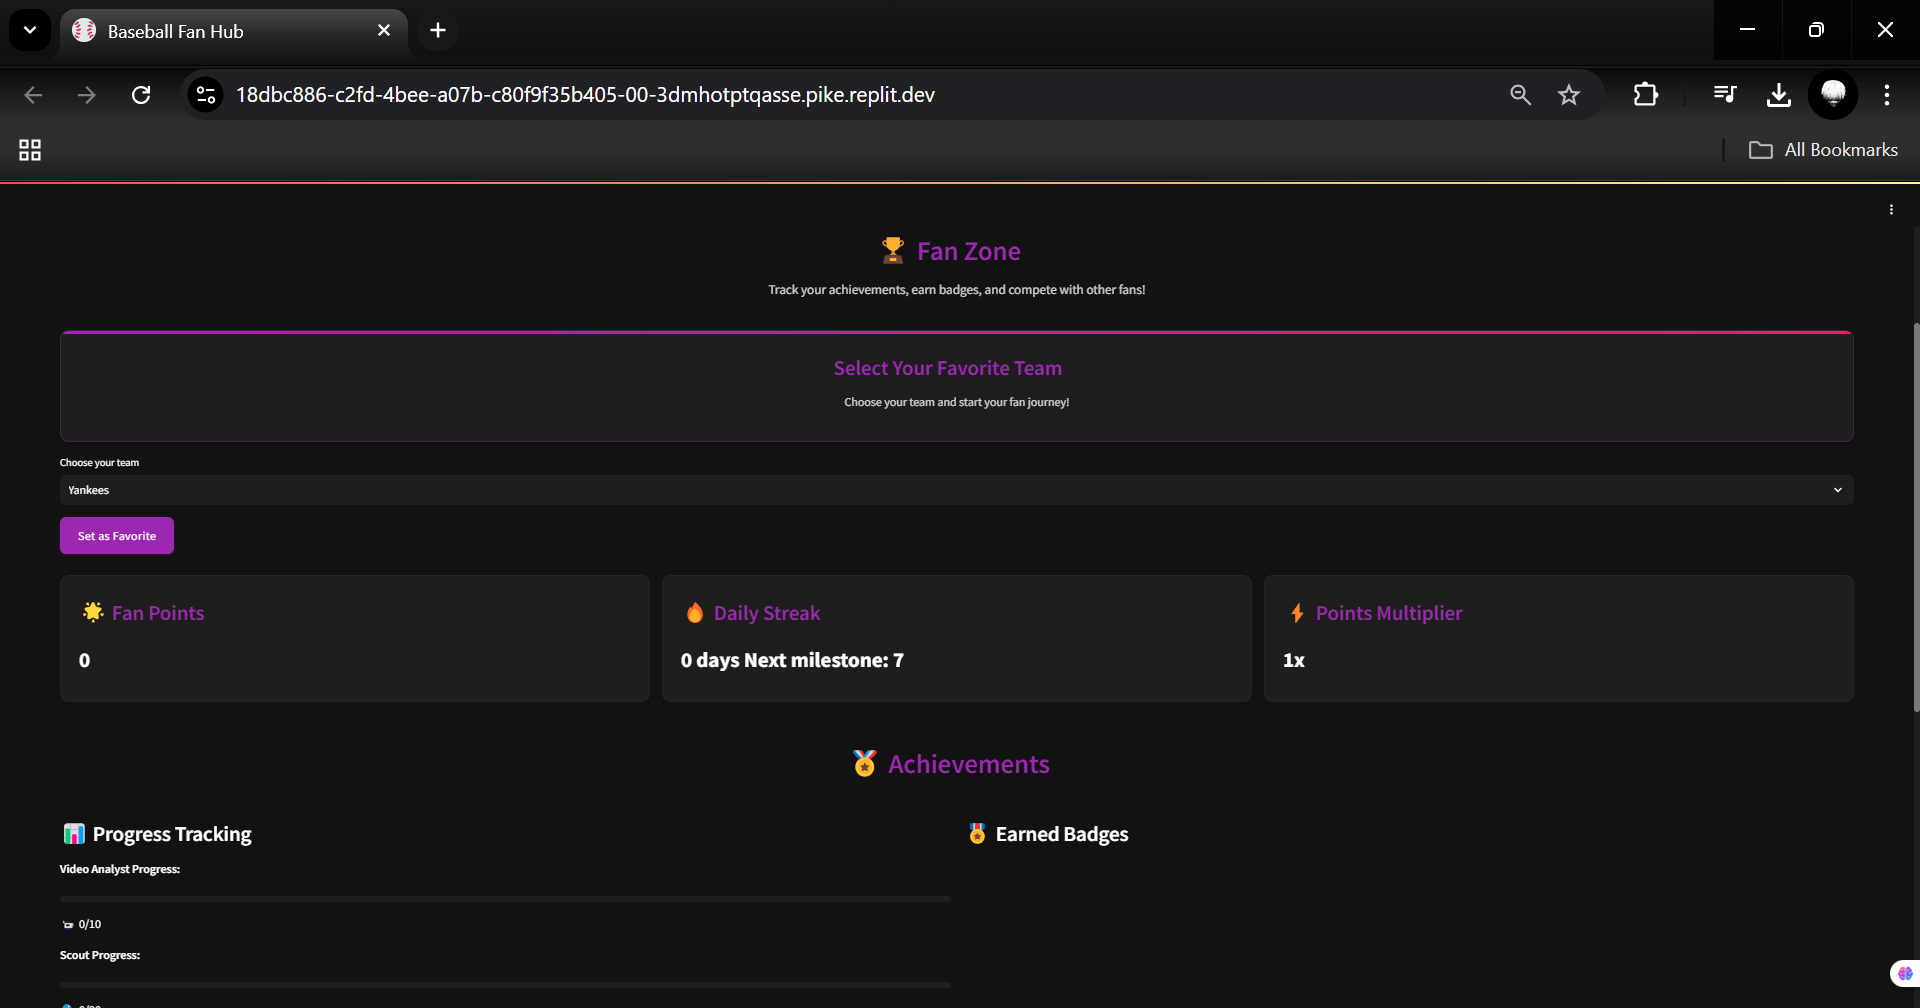 Baseball Fan Hub
18dbc886-c2fd-4bee-a07b-c80f9f35b405-00-3dmhotptqasse.pike.replit.dev
All Bookmarks
Fan Zone
Track your achievements, earn badges, and compete with other fans!
Select Your Favorite Team
Choose your team and start your fan journey!
Choose your team
Yankees
Set as Favorite
Fan Points
0
Daily Streak
0 days Next milestone: 7
Points Multiplier
1x
Achievements
Progress Tracking
Video Analyst Progress:
0/10
Scout Progress:
Earned Badges